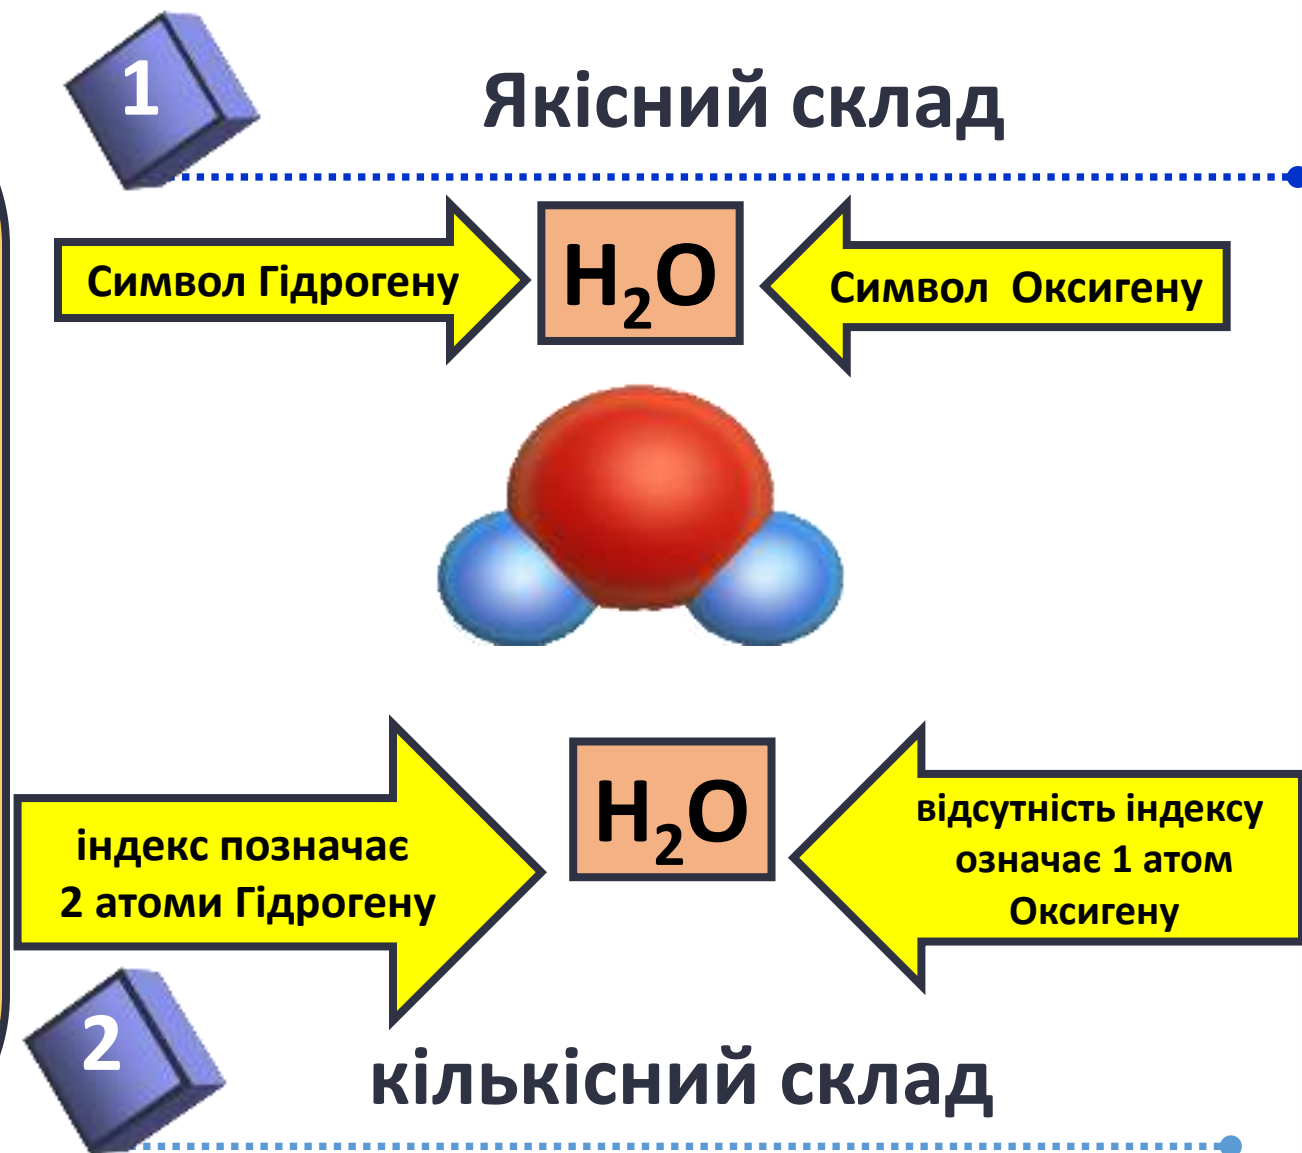 1
Якісний склад
Символ Гідрогену
H₂O
Символ Оксигену
індекс позначає
2 атоми Гідрогену
H₂O
відсутність індексу
означає 1 атом
Оксигену
2
кількісний склад